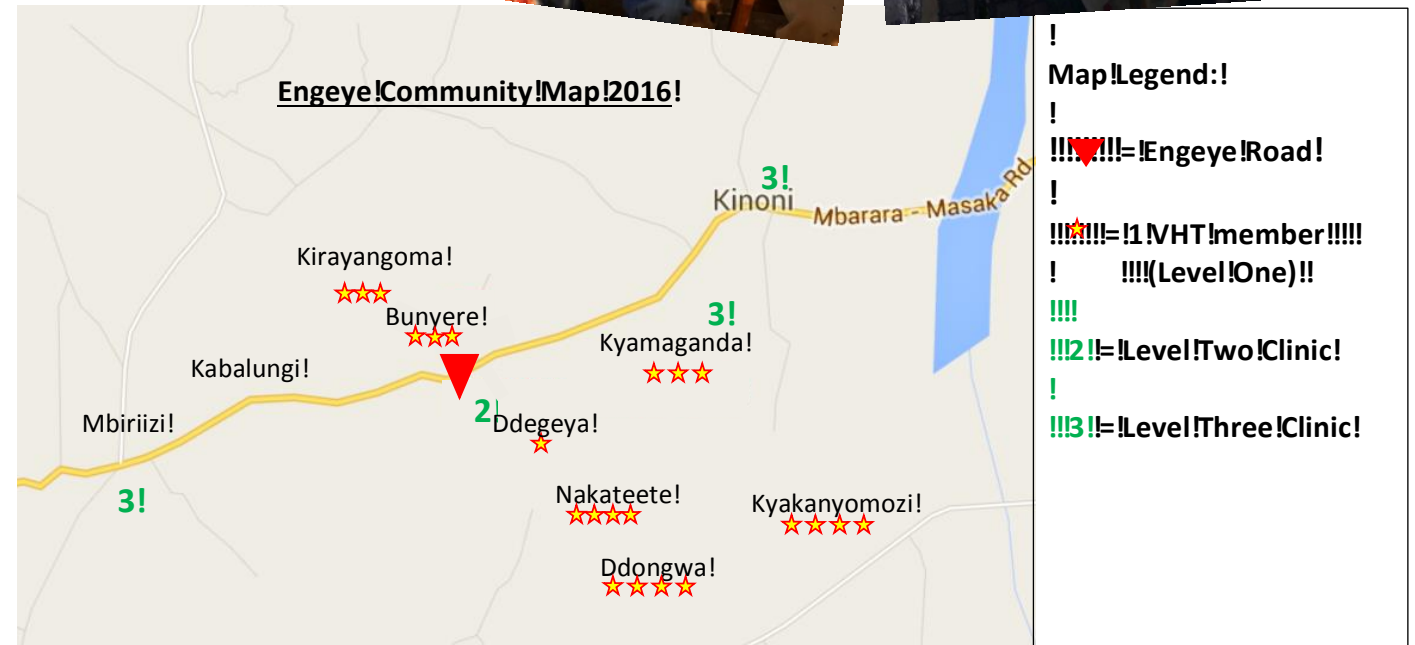 Engeye!Community!Map!2016!
3!
Kinoni
Mbarara - Masaka Rd
Kirayangoma!
Bunyere!
3!
Kyamaganda!
Kabalungi!
Mbiriizi!
2!
Ddegeya!
3!
Nakateete!
Kyakanyomozi!
Ddongwa!
!
Map!Legend:!
!
!!!!!!!!!=!Engeye!Road!
!
!!!!!!!!=!1!VHT!member!!!!!
! !!!!(Level!One)!!
!!!!
!!!2!!=!Level!Two!Clinic!
!
!!!3!!=!Level!Three!Clinic!